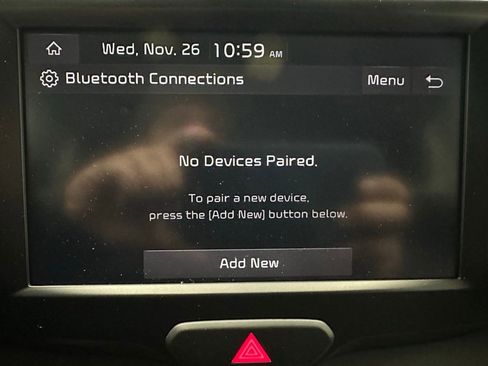 Wed, Nov. 26 10:59 AM
Bluetooth Connections Menu
No Devices Paired.
To pair a new device,
press the [Add New] button below.
Add New